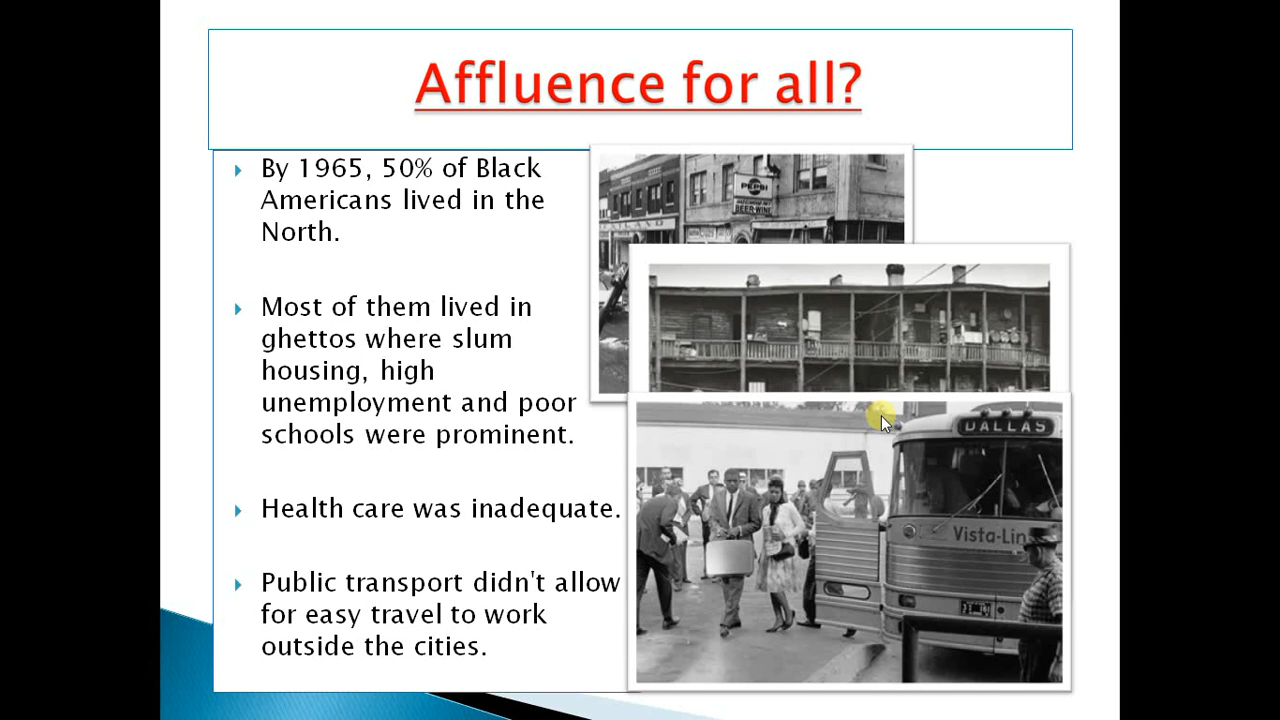 Affluence for all?
By 1965, 50% of Black
Americans lived in the
North.
Most of them lived in
ghettos where slum
housing, high
unemployment and poor
schools were prominent.
Health care was inadequate.
Public transport didn't allow
for easy travel to work
outside the cities.
PEPSI
BEER-WINE
DALLAS
Vista-Lin